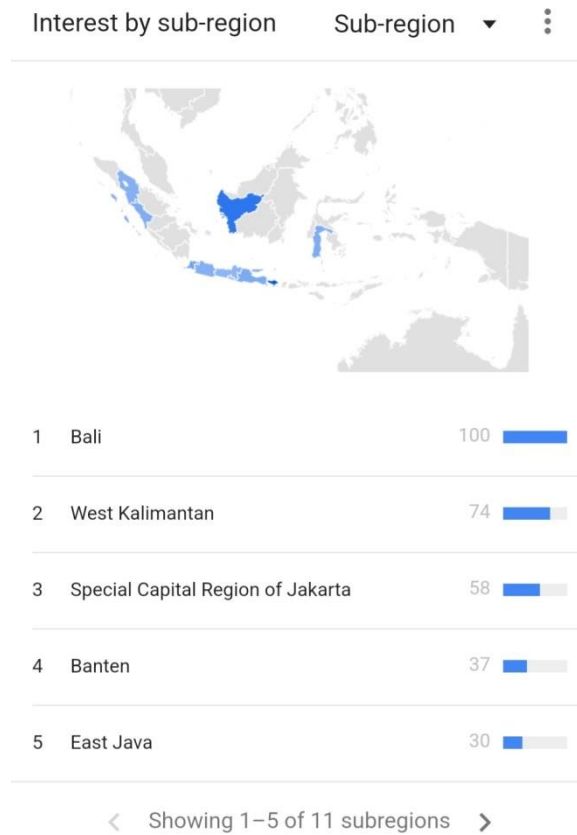 Interest by sub-region Sub-region
1 Bali 100
2 West Kalimantan 74
3 Special Capital Region of Jakarta 58
4 Banten 37
5 East Java 30
Showing 1–5 of 11 subregions